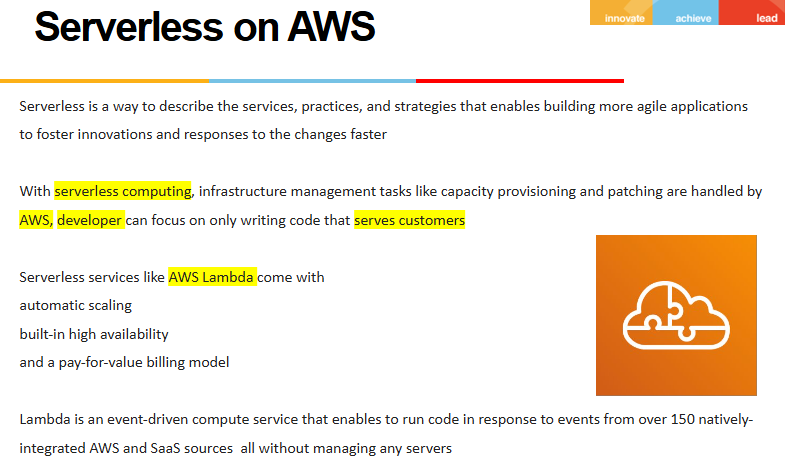 Serverless on AWS
innovate achieve lead
Serverless is a way to describe the services, practices, and strategies that enables building more agile applications
to foster innovations and responses to the changes faster
With serverless computing, infrastructure management tasks like capacity provisioning and patching are handled by
AWS, developer can focus on only writing code that serves customers
Serverless services like AWS Lambda come with
automatic scaling
built-in high availability
and a pay-for-value billing model
Lambda is an event-driven compute service that enables to run code in response to events from over 150 natively-
integrated AWS and SaaS sources all without managing any servers